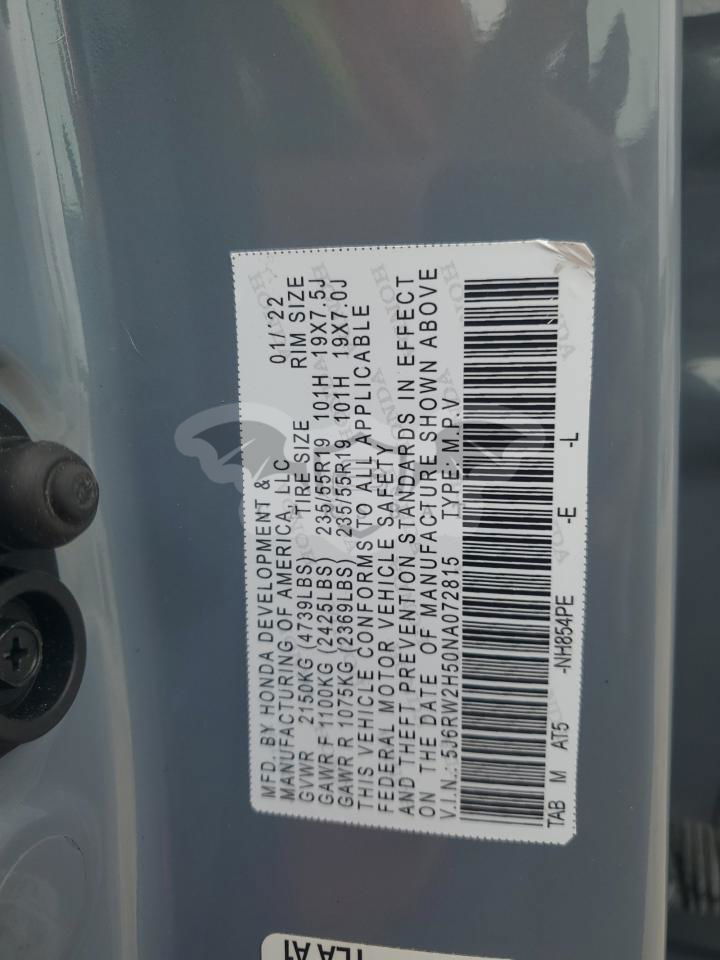 MFD. BY HONDA DEVELOPMENT &
MANUFACTURING OF AMERICA, LLC 01/'22
GVWR 2150KG (4739LBS) TIRE SIZE RIM SIZE
GAWR F 1100KG (2425LBS) 235/55R19 101H 19X7.5J
GAWR R 1075KG (2369LBS) 235/55R19 101H 19X7.0J
THIS VEHICLE CONFORMS TO ALL APPLICABLE
FEDERAL MOTOR VEHICLE SAFETY
AND THEFT PREVENTION STANDARDS IN EFFECT
ON THE DATE OF MANUFACTURE SHOWN ABOVE
V.I.N.: 5J6RW2H50NA072815 TYPE: M.P.V
TAB M AT5 -NH854PE -E -L